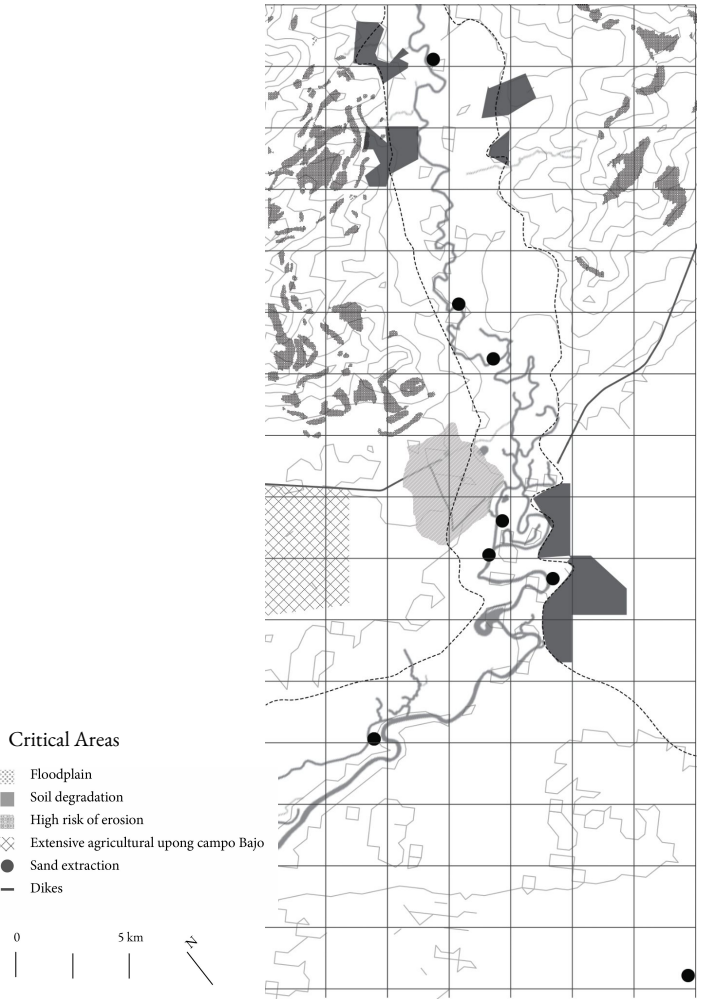 Critical Areas
Floodplain
Soil degradation
High risk of erosion
Extensive agricultural upong campo Bajo
Sand extraction
Dikes
0 5 km
N